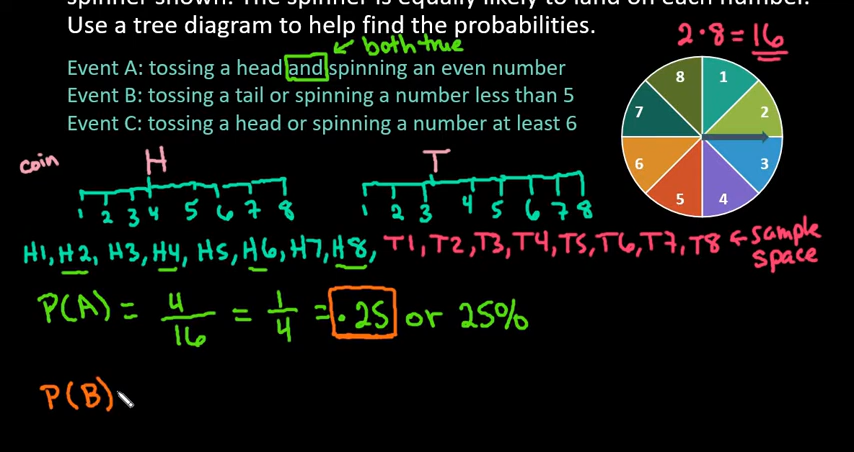 spinner shown. The spinner is equally likely to land on each number.
Use a tree diagram to help find the probabilities.
2 · 8 = 16
← both true
Event A: tossing a head and spinning an even number
Event B: tossing a tail or spinning a number less than 5
Event C: tossing a head or spinning a number at least 6
8 1
7 2
6 3
5 4
coin H T
1 2 3 4 5 6 7 8 1 2 3 4 5 6 7 8
H1, H2, H3, H4, H5, H6, H7, H8, T1, T2, T3, T4, T5, T6, T7, T8 ← sample
space
P(A) = 4/16 = 1/4 = .25 or 25%
P(B)